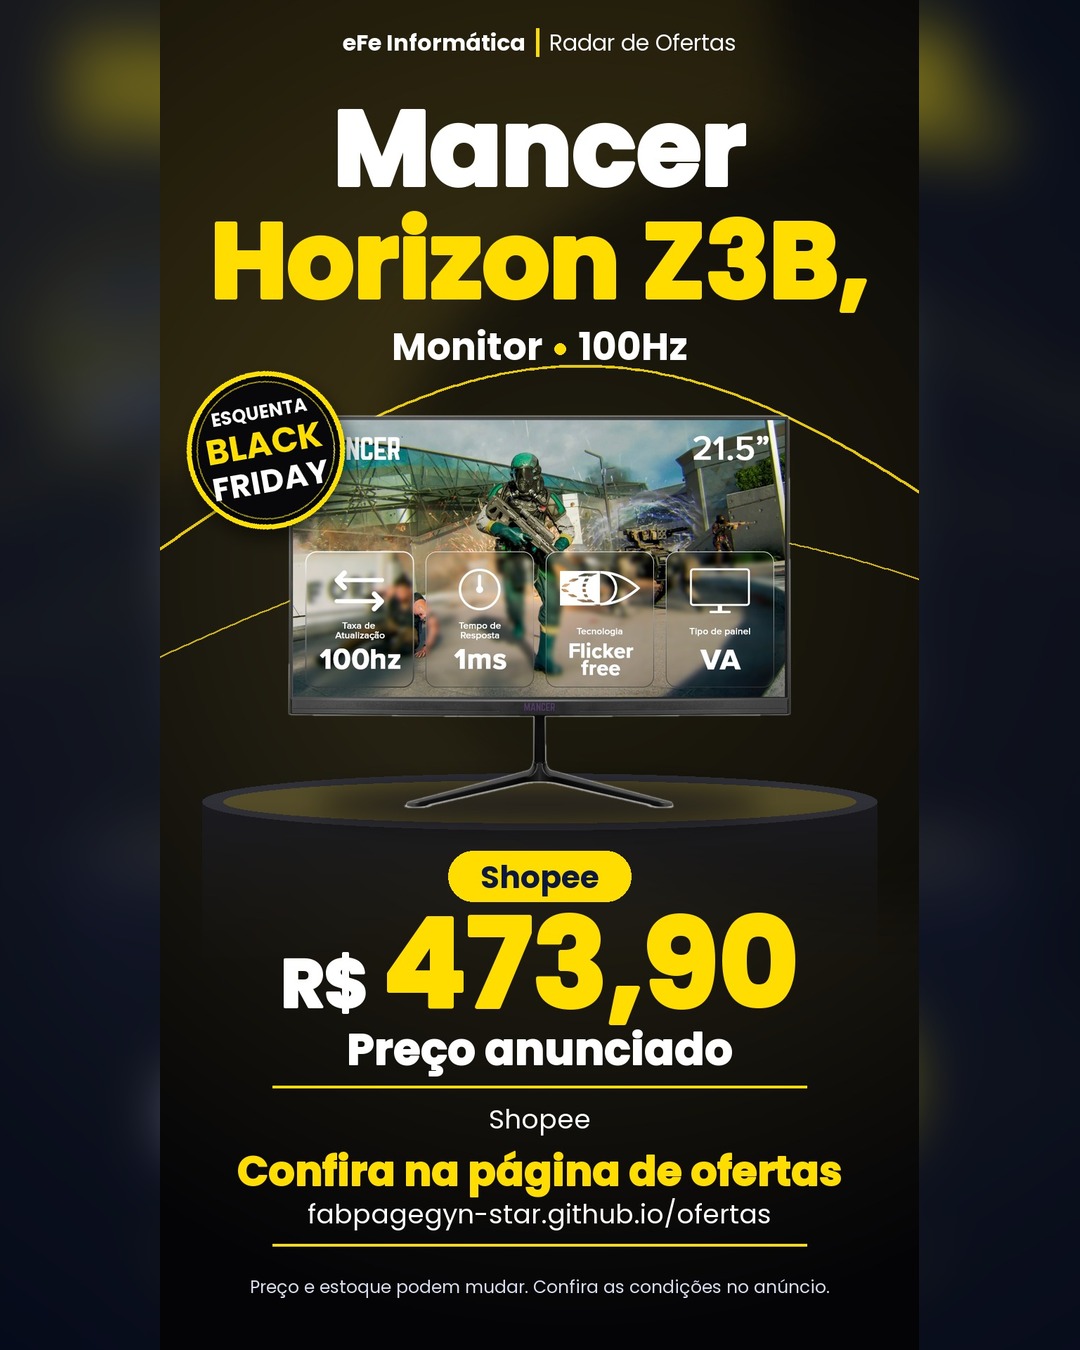 eFe Informática | Radar de Ofertas
Mancer
Horizon Z3B,
Monitor • 100Hz
ESQUENTA
BLACK
FRIDAY
NCER
21.5”
Taxa de
Atualização
100hz
Tempo de
Resposta
1ms
Tecnologia
Flicker
free
Tipo de painel
VA
MANCER
Shopee
R$ 473,90
Preço anunciado
Shopee
Confira na página de ofertas
fabpagegyn-star.github.io/ofertas
Preço e estoque podem mudar. Confira as condições no anúncio.